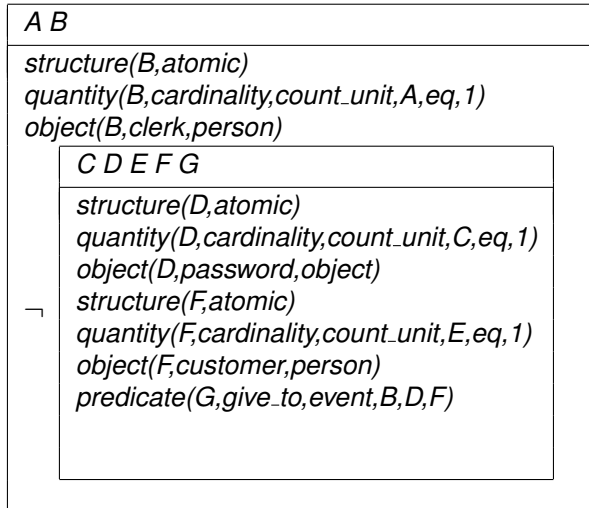 A B
structure(B,atomic)
quantity(B,cardinality,count_unit,A,eq,1)
object(B,clerk,person)
C D E F G
structure(D,atomic)
quantity(D,cardinality,count_unit,C,eq,1)
object(D,password,object)
structure(F,atomic)
¬
quantity(F,cardinality,count_unit,E,eq,1)
object(F,customer,person)
predicate(G,give_to,event,B,D,F)